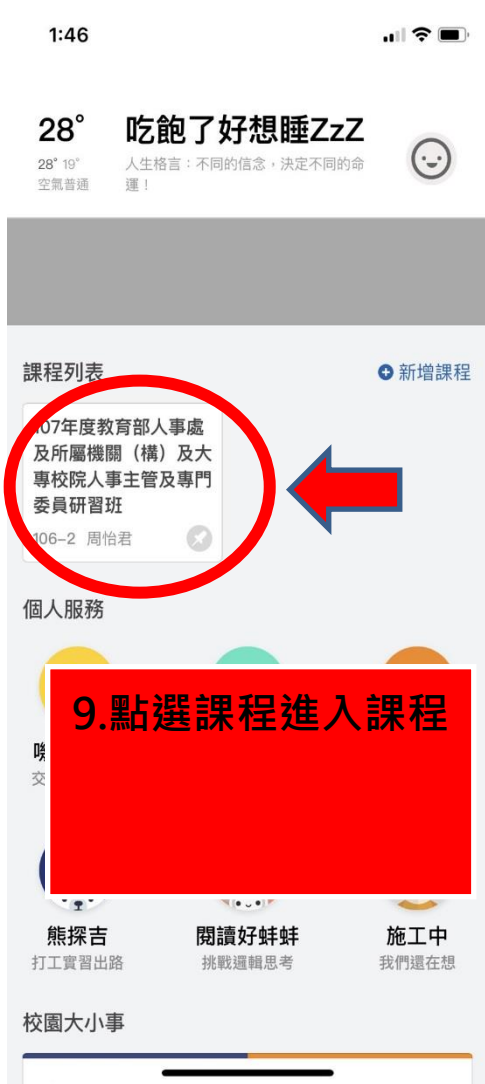 1:46
28°
吃飽了好想睡ZzZ
28° 19°
人生格言：不同的信念，決定不同的命
空氣普通
運！
課程列表
新增課程
107年度教育部人事處
及所屬機關（構）及大
專校院人事主管及專門
委員研習班
106-2 周怡君
個人服務
9.點選課程進入課程
交
熊探吉
閱讀好蚌蚌
施工中
打工實習出路
挑戰邏輯思考
我們還在想
校園大小事